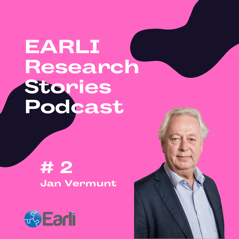 EARLI
Research
Stories
Podcast
# 2
Jan Vermunt
Earli